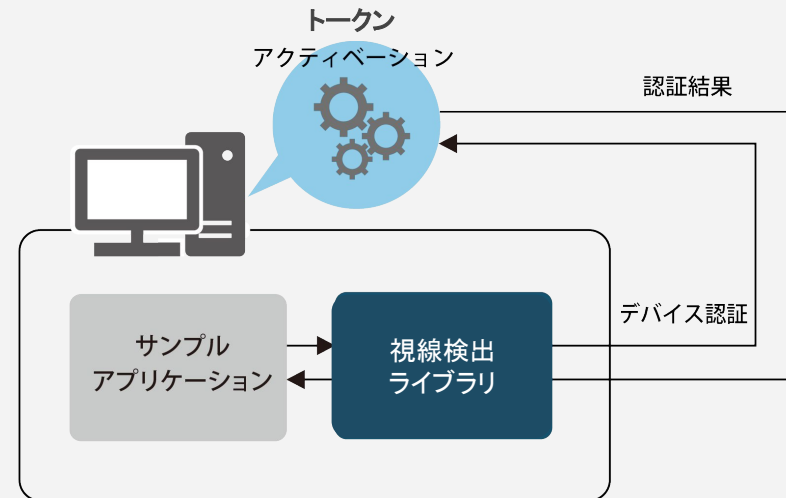 トークン
アクティベーション
認証結果
デバイス認証
サンプル
アプリケーション
視線検出
ライブラリ